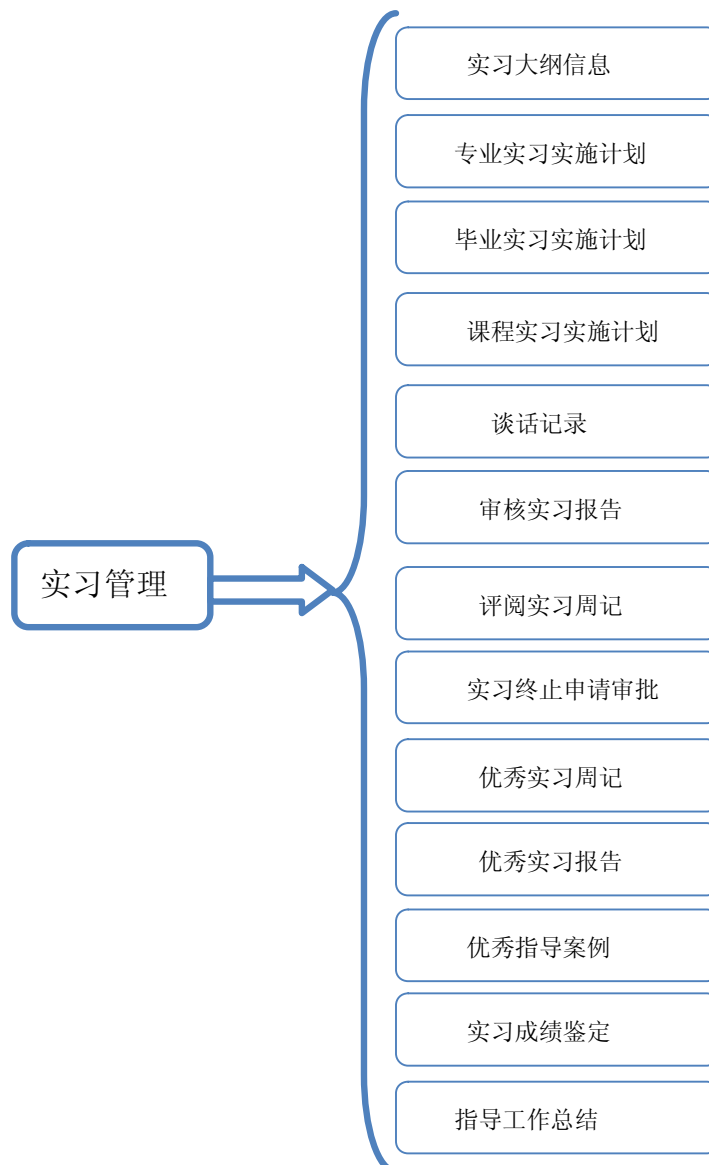 实习大纲信息
专业实习实施计划
毕业实习实施计划
课程实习实施计划
谈话记录
审核实习报告
实习管理
评阅实习周记
实习终止申请审批
优秀实习周记
优秀实习报告
优秀指导案例
实习成绩鉴定
指导工作总结